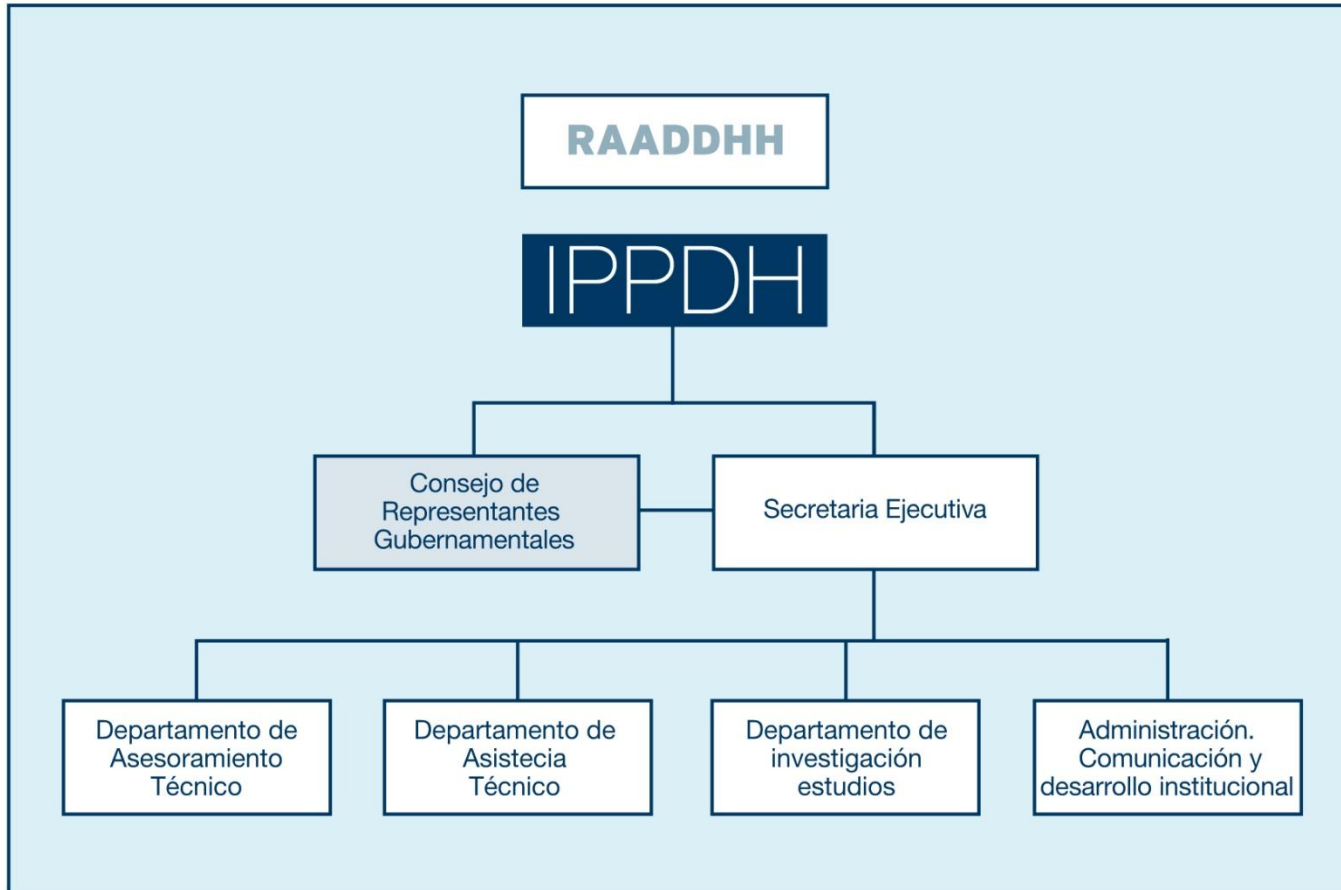 RAADDHH
IPPDH
Consejo de
Representantes
Gubernamentales
Secretaria Ejecutiva
Departamento de
Asesoramiento
Técnico
Departamento de
Asistecia
Técnico
Departamento de
investigación
estudios
Administración.
Comunicación y
desarrollo institucional